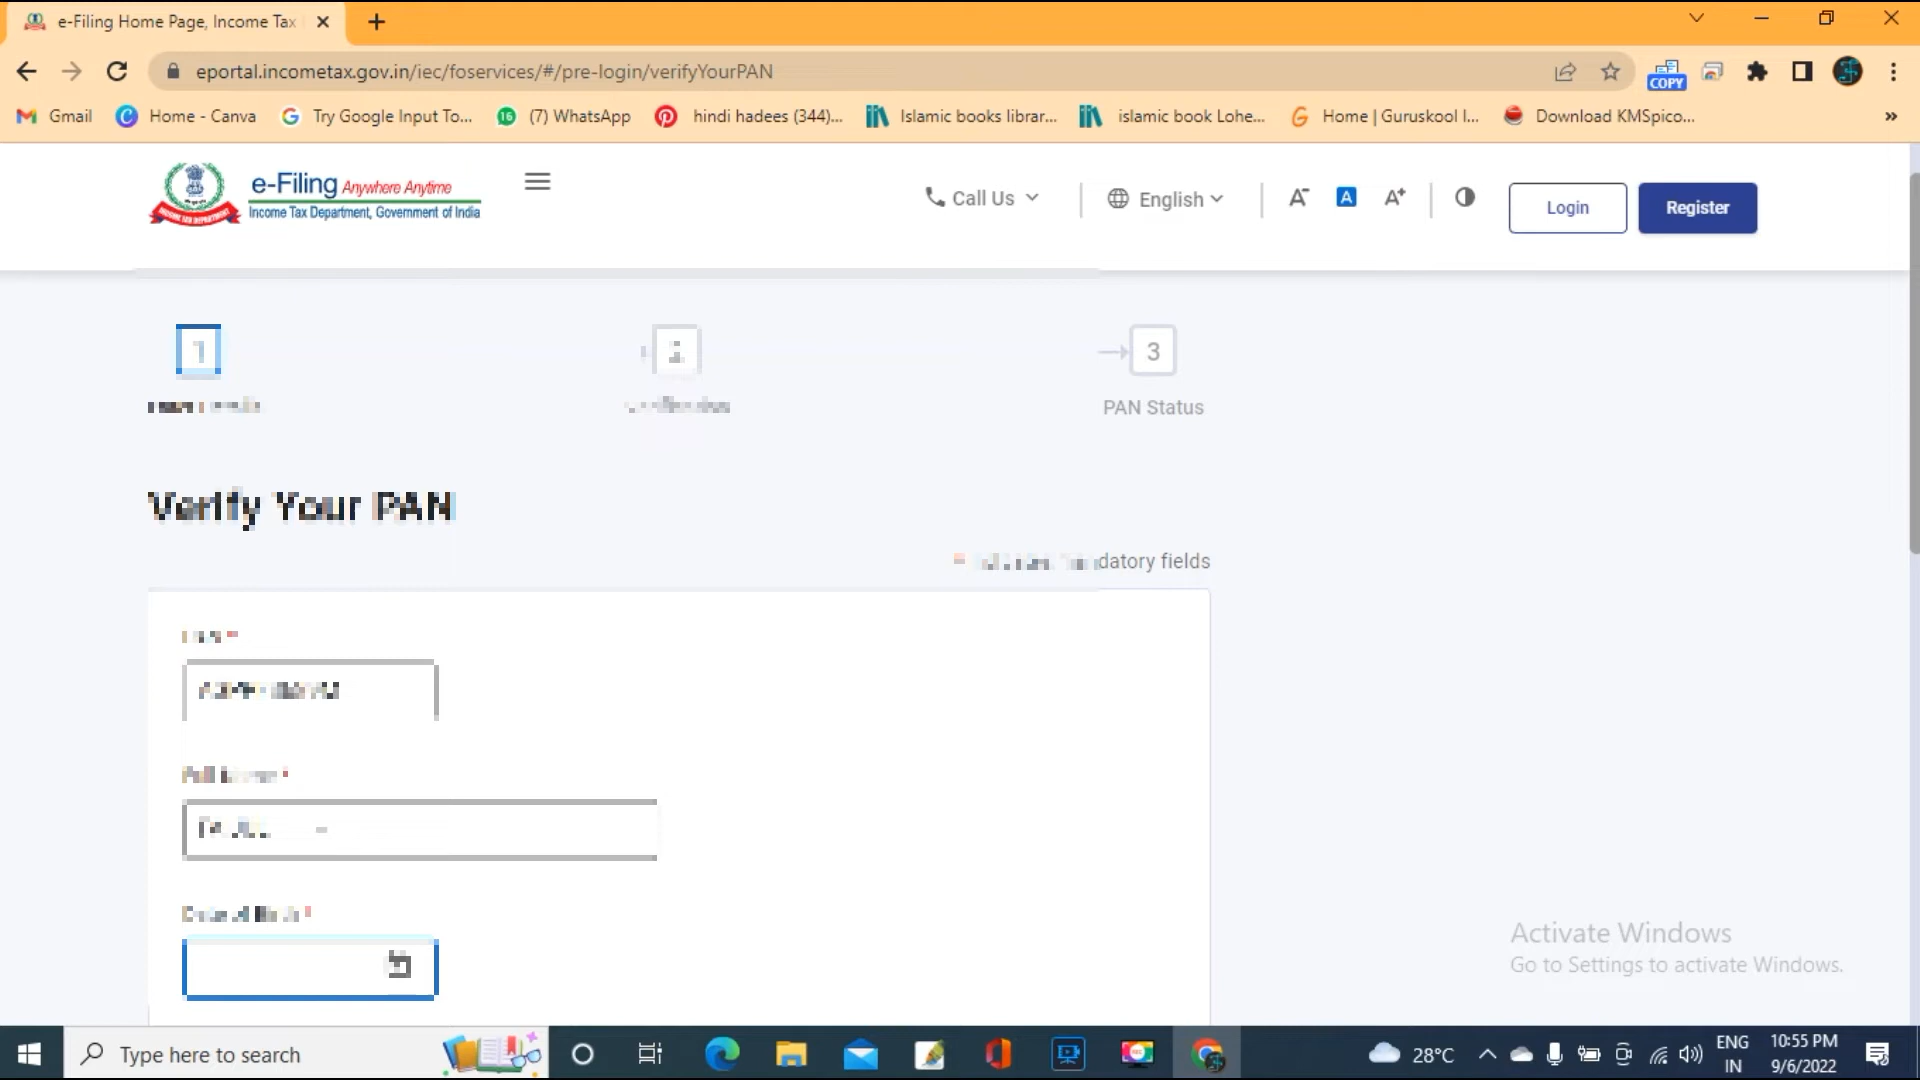 e-Filing Home Page, Income Tax
eportal.incometax.gov.in/iec/foservices/#/pre-login/verifyYourPAN
COPY
Gmail
Home - Canva
Try Google Input To...
16
(7) WhatsApp
hindi hadees (344)...
Islamic books librar...
islamic book Lohe...
Home | Guruskool I...
Download KMSpico...
»
e-Filing Anywhere Anytime
Income Tax Department, Government of India
Call Us
English
A-
A
A+
Login
Register
1
2
3
PAN Status
Verify Your PAN
datory fields
Activate Windows
Go to Settings to activate Windows.
Type here to search
28°C
ENG
IN
10:55 PM
9/6/2022